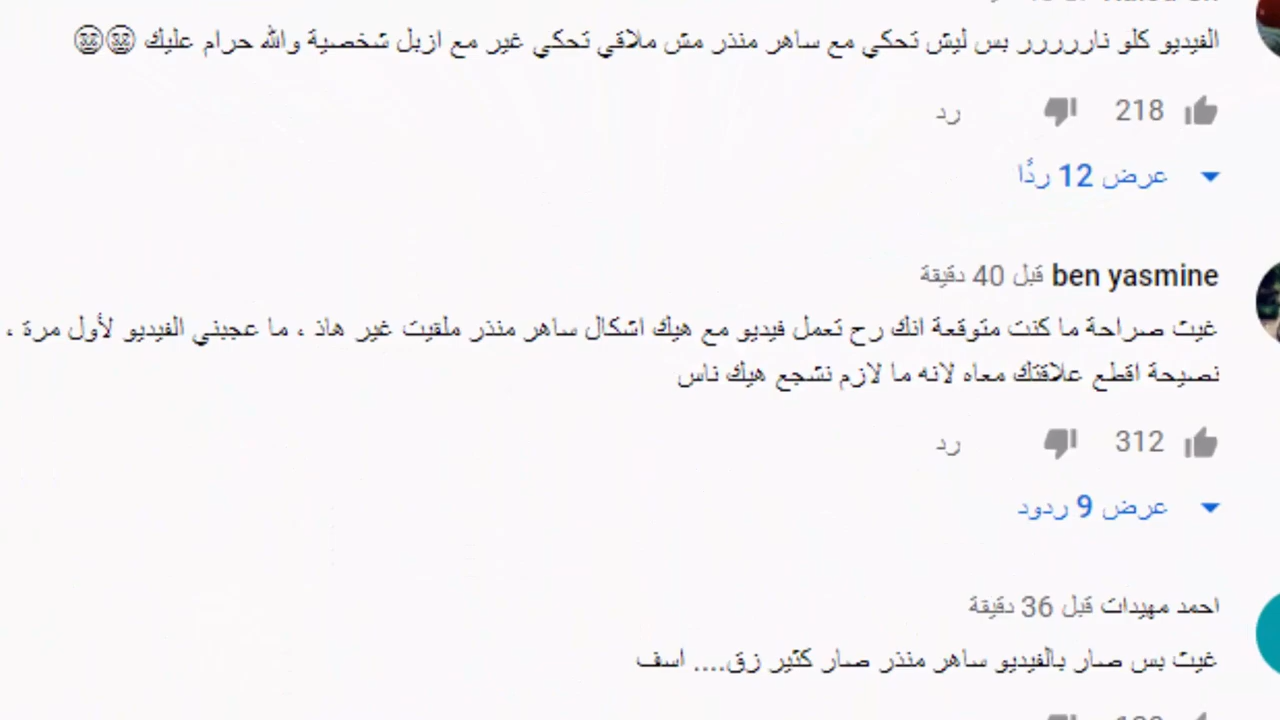 الفيديو كلو نارررررر بس ليش تحكي مع ساهر منذر مش ملاقي تحكي غير مع ازبل شخصية والله حرام عليك
218 رد
عرض 12 ردًا
ben yasmine قبل 40 دقيقة
غيث صراحة ما كنت متوقعة انك رح تعمل فيديو مع هيك اشكال ساهر منذر ملقيت غير هاذ ، ما عجبني الفيديو لأول مرة ،
نصيحة اقطع علاقتك معاه لانه ما لازم نشجع هيك ناس
312 رد
عرض 9 ردود
احمد مهيدات قبل 36 دقيقة
غيث بس صار بالفيديو ساهر منذر صار كثير زق.... اسف